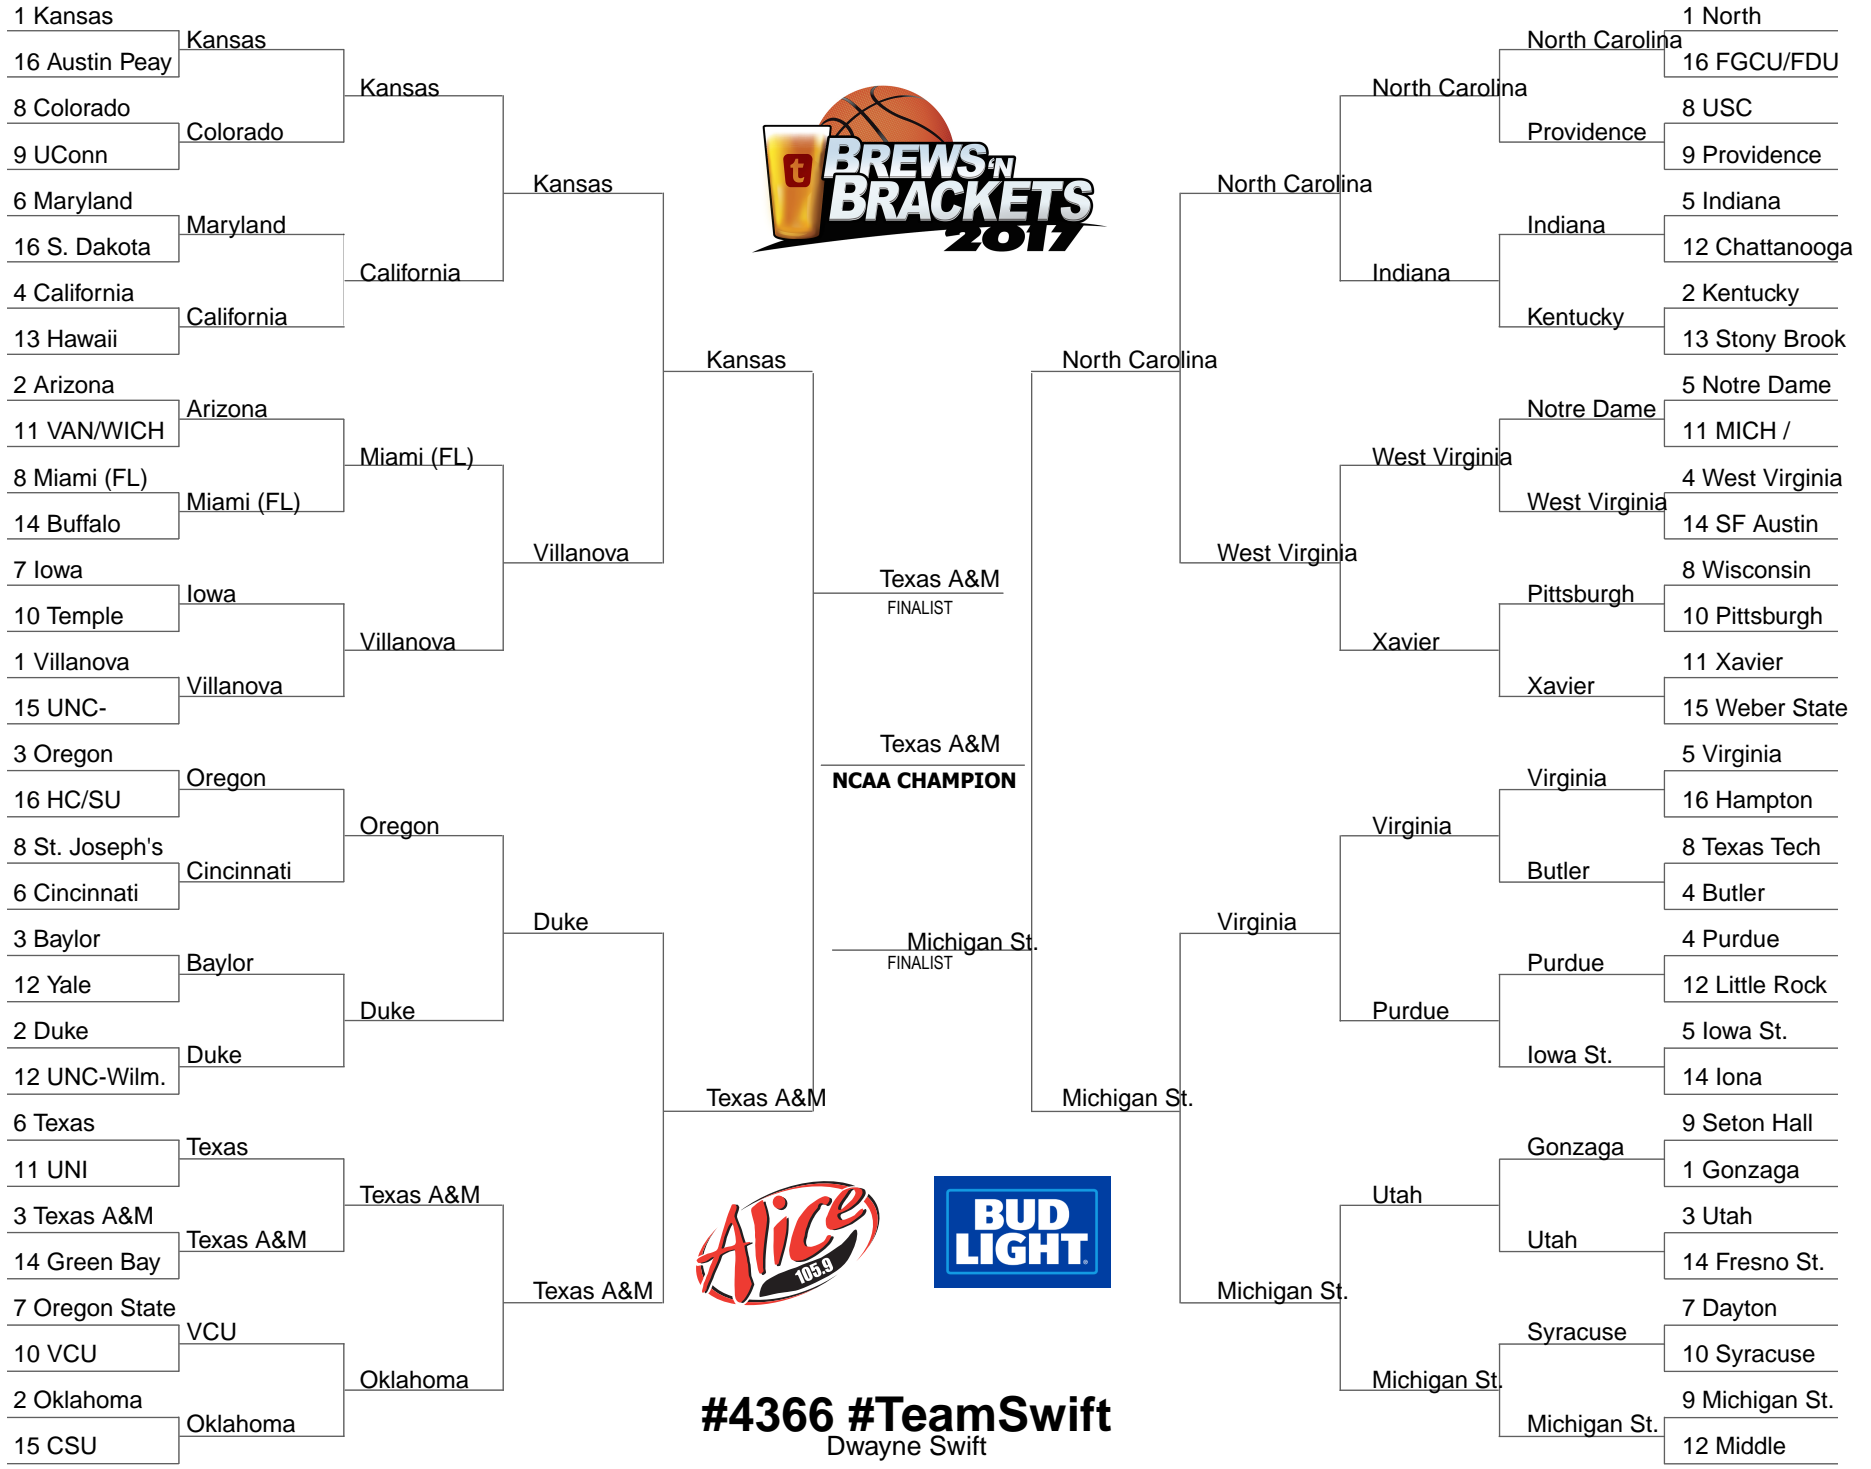 1 Kansas
16 Austin Peay
8 Colorado
9 UConn
6 Maryland
16 S. Dakota
4 California
13 Hawaii
2 Arizona
11 VAN/WICH
8 Miami (FL)
14 Buffalo
7 Iowa
10 Temple
1 Villanova
15 UNC-
3 Oregon
16 HC/SU
8 St. Joseph's
6 Cincinnati
3 Baylor
12 Yale
2 Duke
12 UNC-Wilm.
6 Texas
11 UNI
3 Texas A&M
14 Green Bay
7 Oregon State
10 VCU
2 Oklahoma
15 CSU
Kansas
Colorado
Maryland
California
Arizona
Miami (FL)
Iowa
Villanova
Oregon
Cincinnati
Baylor
Duke
Texas
Texas A&M
VCU
Oklahoma
Kansas
California
Miami (FL)
Villanova
Oregon
Duke
Texas A&M
Oklahoma
Kansas
Villanova
Duke
Texas A&M
Kansas
Texas A&M
t
BREWS 'N
BRACKETS
2017
Texas A&M
FINALIST
Texas A&M
NCAA CHAMPION
Michigan St.
FINALIST
Alice
105.9
BUD
LIGHT
#4366 #TeamSwift
Dwayne Swift
North Carolina
Michigan St.
North Carolina
West Virginia
Virginia
Michigan St.
North Carolina
Indiana
West Virginia
Xavier
Virginia
Purdue
Utah
Michigan St.
North Carolina
Providence
Indiana
Kentucky
Notre Dame
West Virginia
Pittsburgh
Xavier
Virginia
Butler
Purdue
Iowa St.
Gonzaga
Utah
Syracuse
Michigan St.
1 North
16 FGCU/FDU
8 USC
9 Providence
5 Indiana
12 Chattanooga
2 Kentucky
13 Stony Brook
5 Notre Dame
11 MICH /
4 West Virginia
14 SF Austin
8 Wisconsin
10 Pittsburgh
11 Xavier
15 Weber State
5 Virginia
16 Hampton
8 Texas Tech
4 Butler
4 Purdue
12 Little Rock
5 Iowa St.
14 Iona
9 Seton Hall
1 Gonzaga
3 Utah
14 Fresno St.
7 Dayton
10 Syracuse
9 Michigan St.
12 Middle